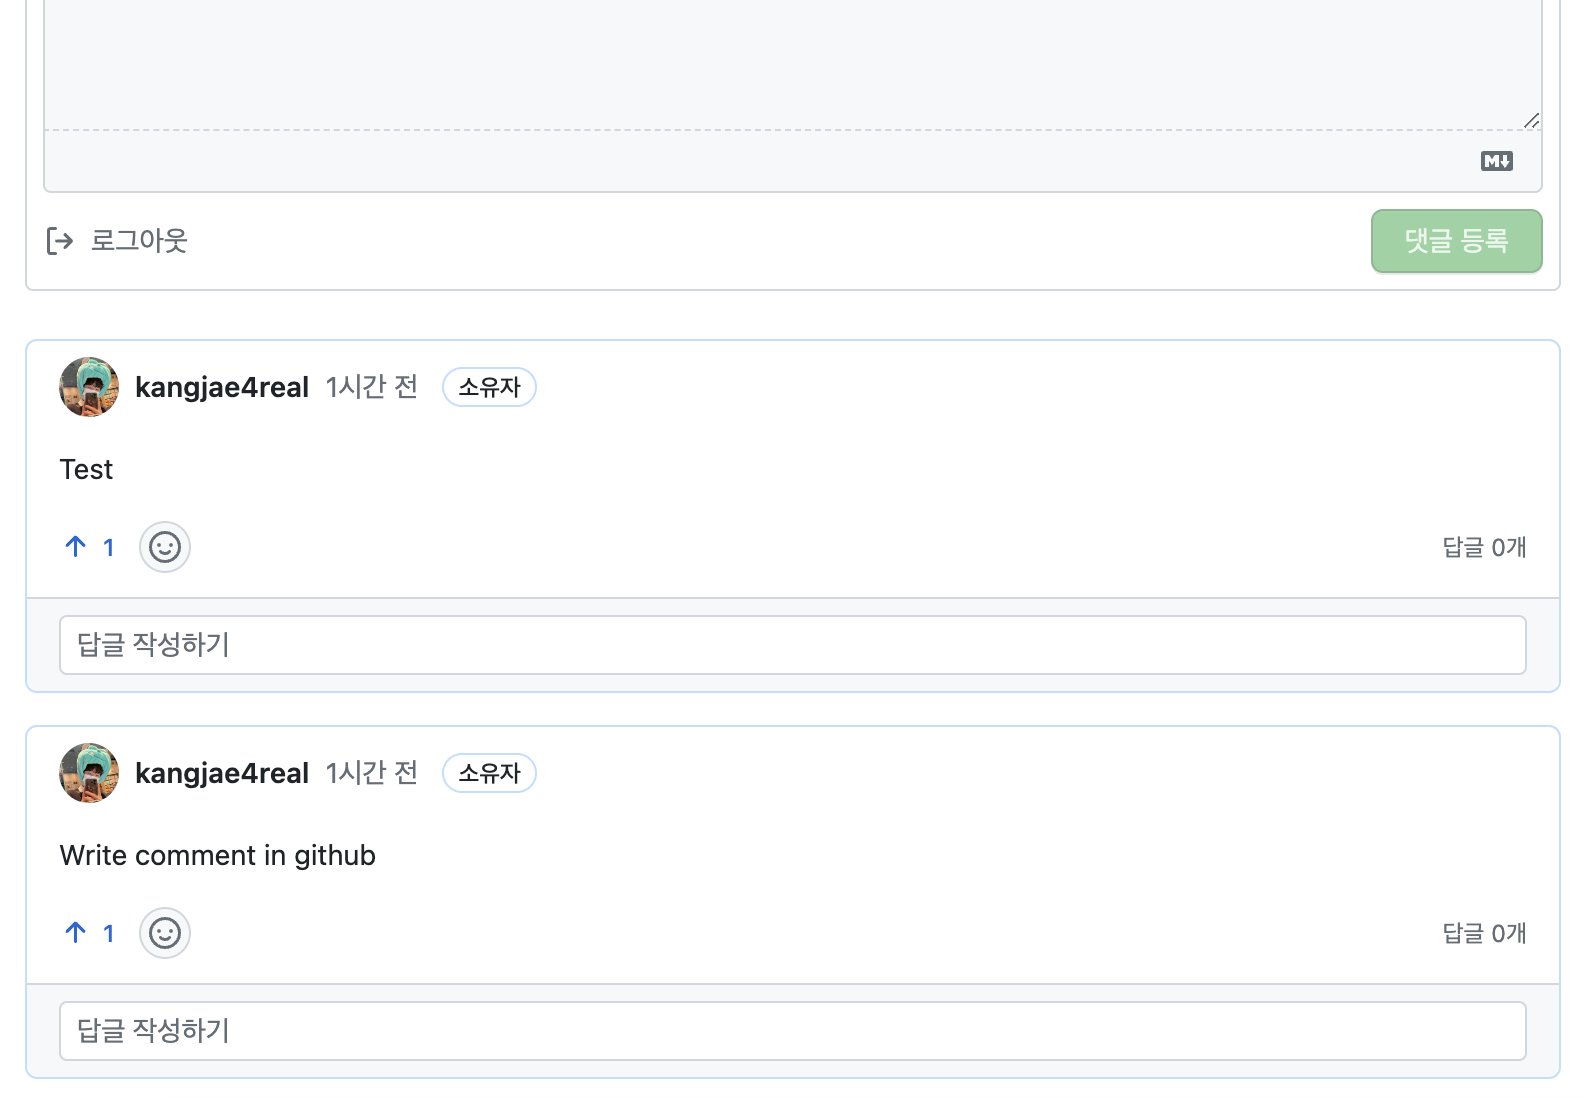 M↓
로그아웃
댓글 등록
kangjae4real 1시간 전 소유자
Test
1
답글 0개
답글 작성하기
kangjae4real 1시간 전 소유자
Write comment in github
1
답글 0개
답글 작성하기